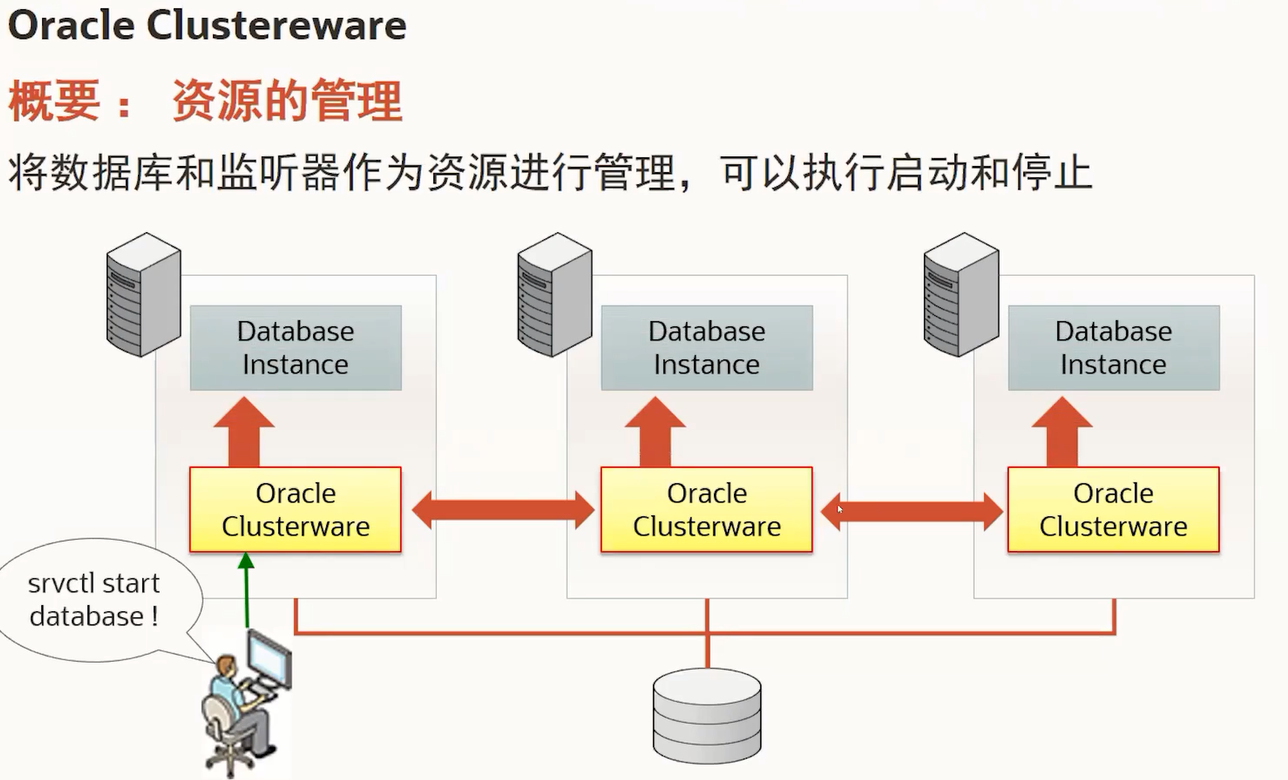 Oracle Clustereware
概要： 资源的管理
将数据库和监听器作为资源进行管理，可以执行启动和停止
Database
Instance
Database
Instance
Database
Instance
Oracle
Clusterware
Oracle
Clusterware
Oracle
Clusterware
srvctl start
database !